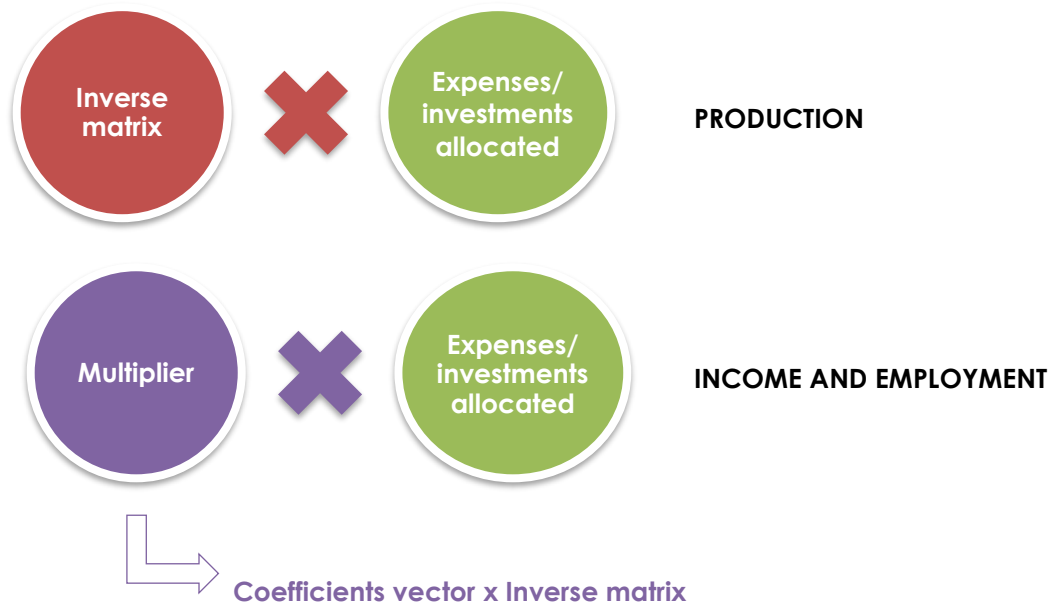 Inverse
matrix
Expenses/
investments
allocated
PRODUCTION
Multiplier
Expenses/
investments
allocated
INCOME AND EMPLOYMENT
Coefficients vector x Inverse matrix